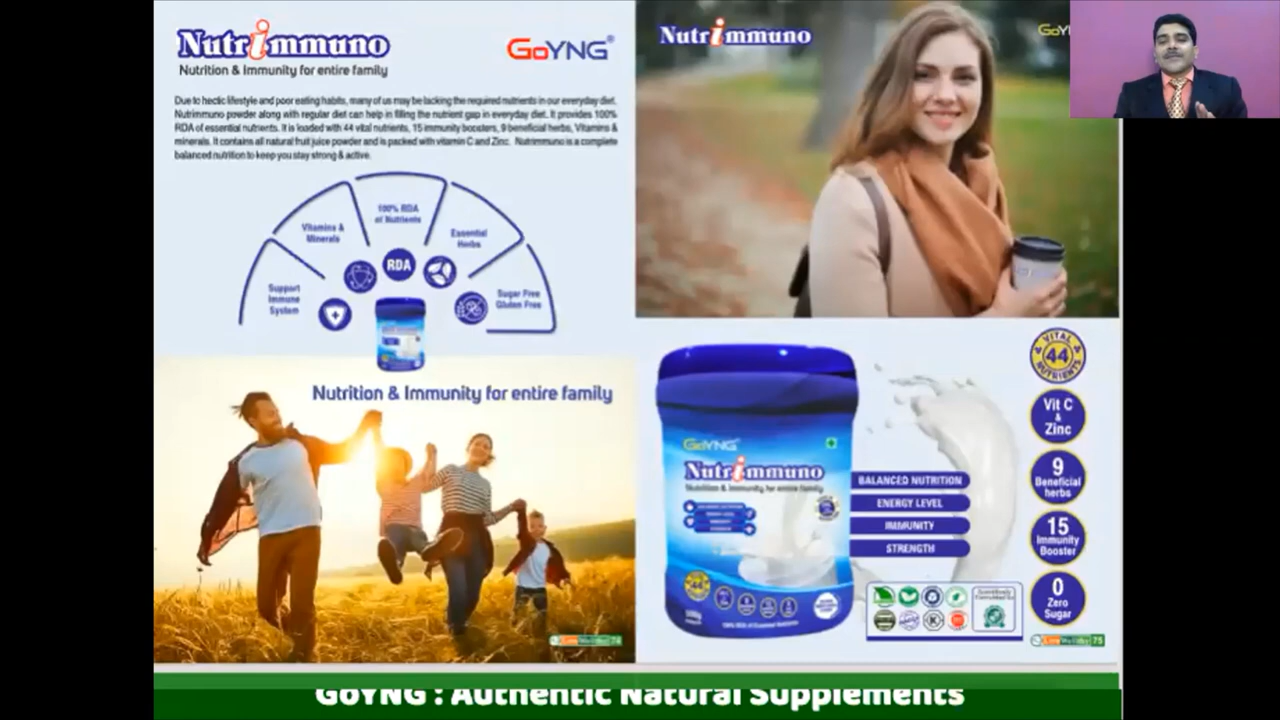 Nutrimmuno
Nutrition & Immunity for entire family
GoYNG®
Due to hectic lifestyle and poor eating habits, many of us may be lacking the required nutrients in our everyday diet.
Nutrimmuno powder along with regular diet can help in filling the nutrient gap in everyday diet. It provides 100%
RDA of essential nutrients. It is loaded with 44 vital nutrients, 15 immunity boosters, 9 beneficial herbs, Vitamins &
minerals. It contains all natural fruit juice powder and is packed with vitamin C and Zinc. Nutrimmuno is a complete
balanced nutrition to keep you stay strong & active.
Support
Immune
System
Vitamins &
Minerals
100% RDA
of Nutrients
Essential
Herbs
Sugar Free
Gluten Free
RDA
Nutrition & Immunity for entire family
74
Nutrimmuno
GoY
GoYNG
Nutrimmuno
Nutrition & Immunity for entire family
44
BALANCED NUTRITION
ENERGY LEVEL
IMMUNITY
STRENGTH
VITAL
44
NUTRIENTS
Vit C
&
Zinc
9
Beneficial
herbs
15
Immunity
Booster
0
Zero
Sugar
75
GoYNG : Authentic Natural Supplements